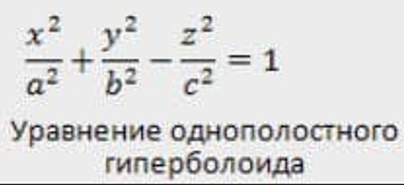 x²/a² + y²/b² − z²/c² = 1
Уравнение однополостного
гиперболоида